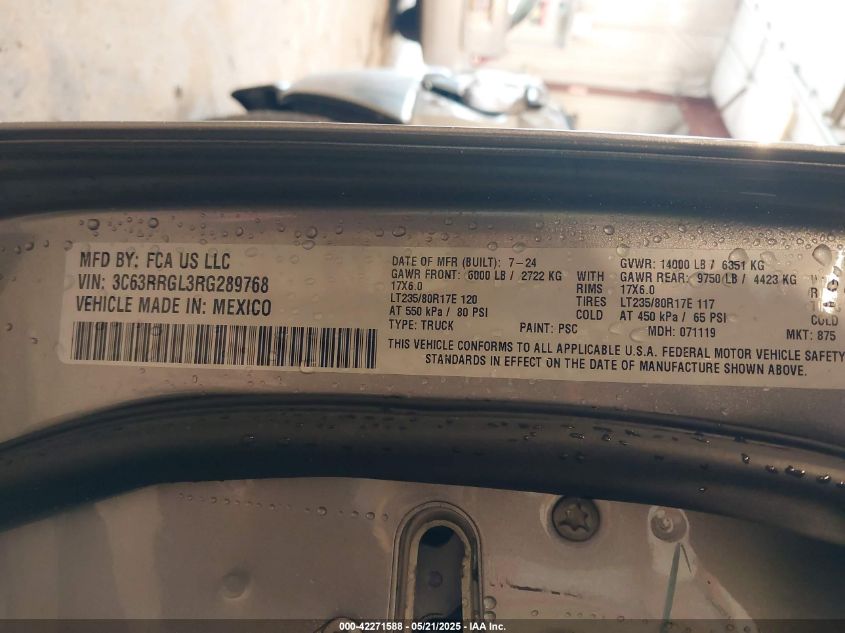 MFD BY: FCA US LLC
VIN: 3C63RRGL3RG289768
VEHICLE MADE IN: MEXICO
DATE OF MFR (BUILT): 7-24 GVWR: 14000 LB / 6351 KG
GAWR FRONT: 6000 LB / 2722 KG WITH GAWR REAR: 9750 LB / 4423 KG
17X6.0 RIMS 17X6.0
LT235/80R17E 120 TIRES LT235/80R17E 117
AT 550 kPa / 80 PSI COLD AT 450 kPa / 65 PSI COLD
TYPE: TRUCK PAINT: PSC MDH: 071119 MKT: 875
THIS VEHICLE CONFORMS TO ALL APPLICABLE U.S.A. FEDERAL MOTOR VEHICLE SAFETY
STANDARDS IN EFFECT ON THE DATE OF MANUFACTURE SHOWN ABOVE.
000-42271588 - 05/21/2025 - IAA Inc.